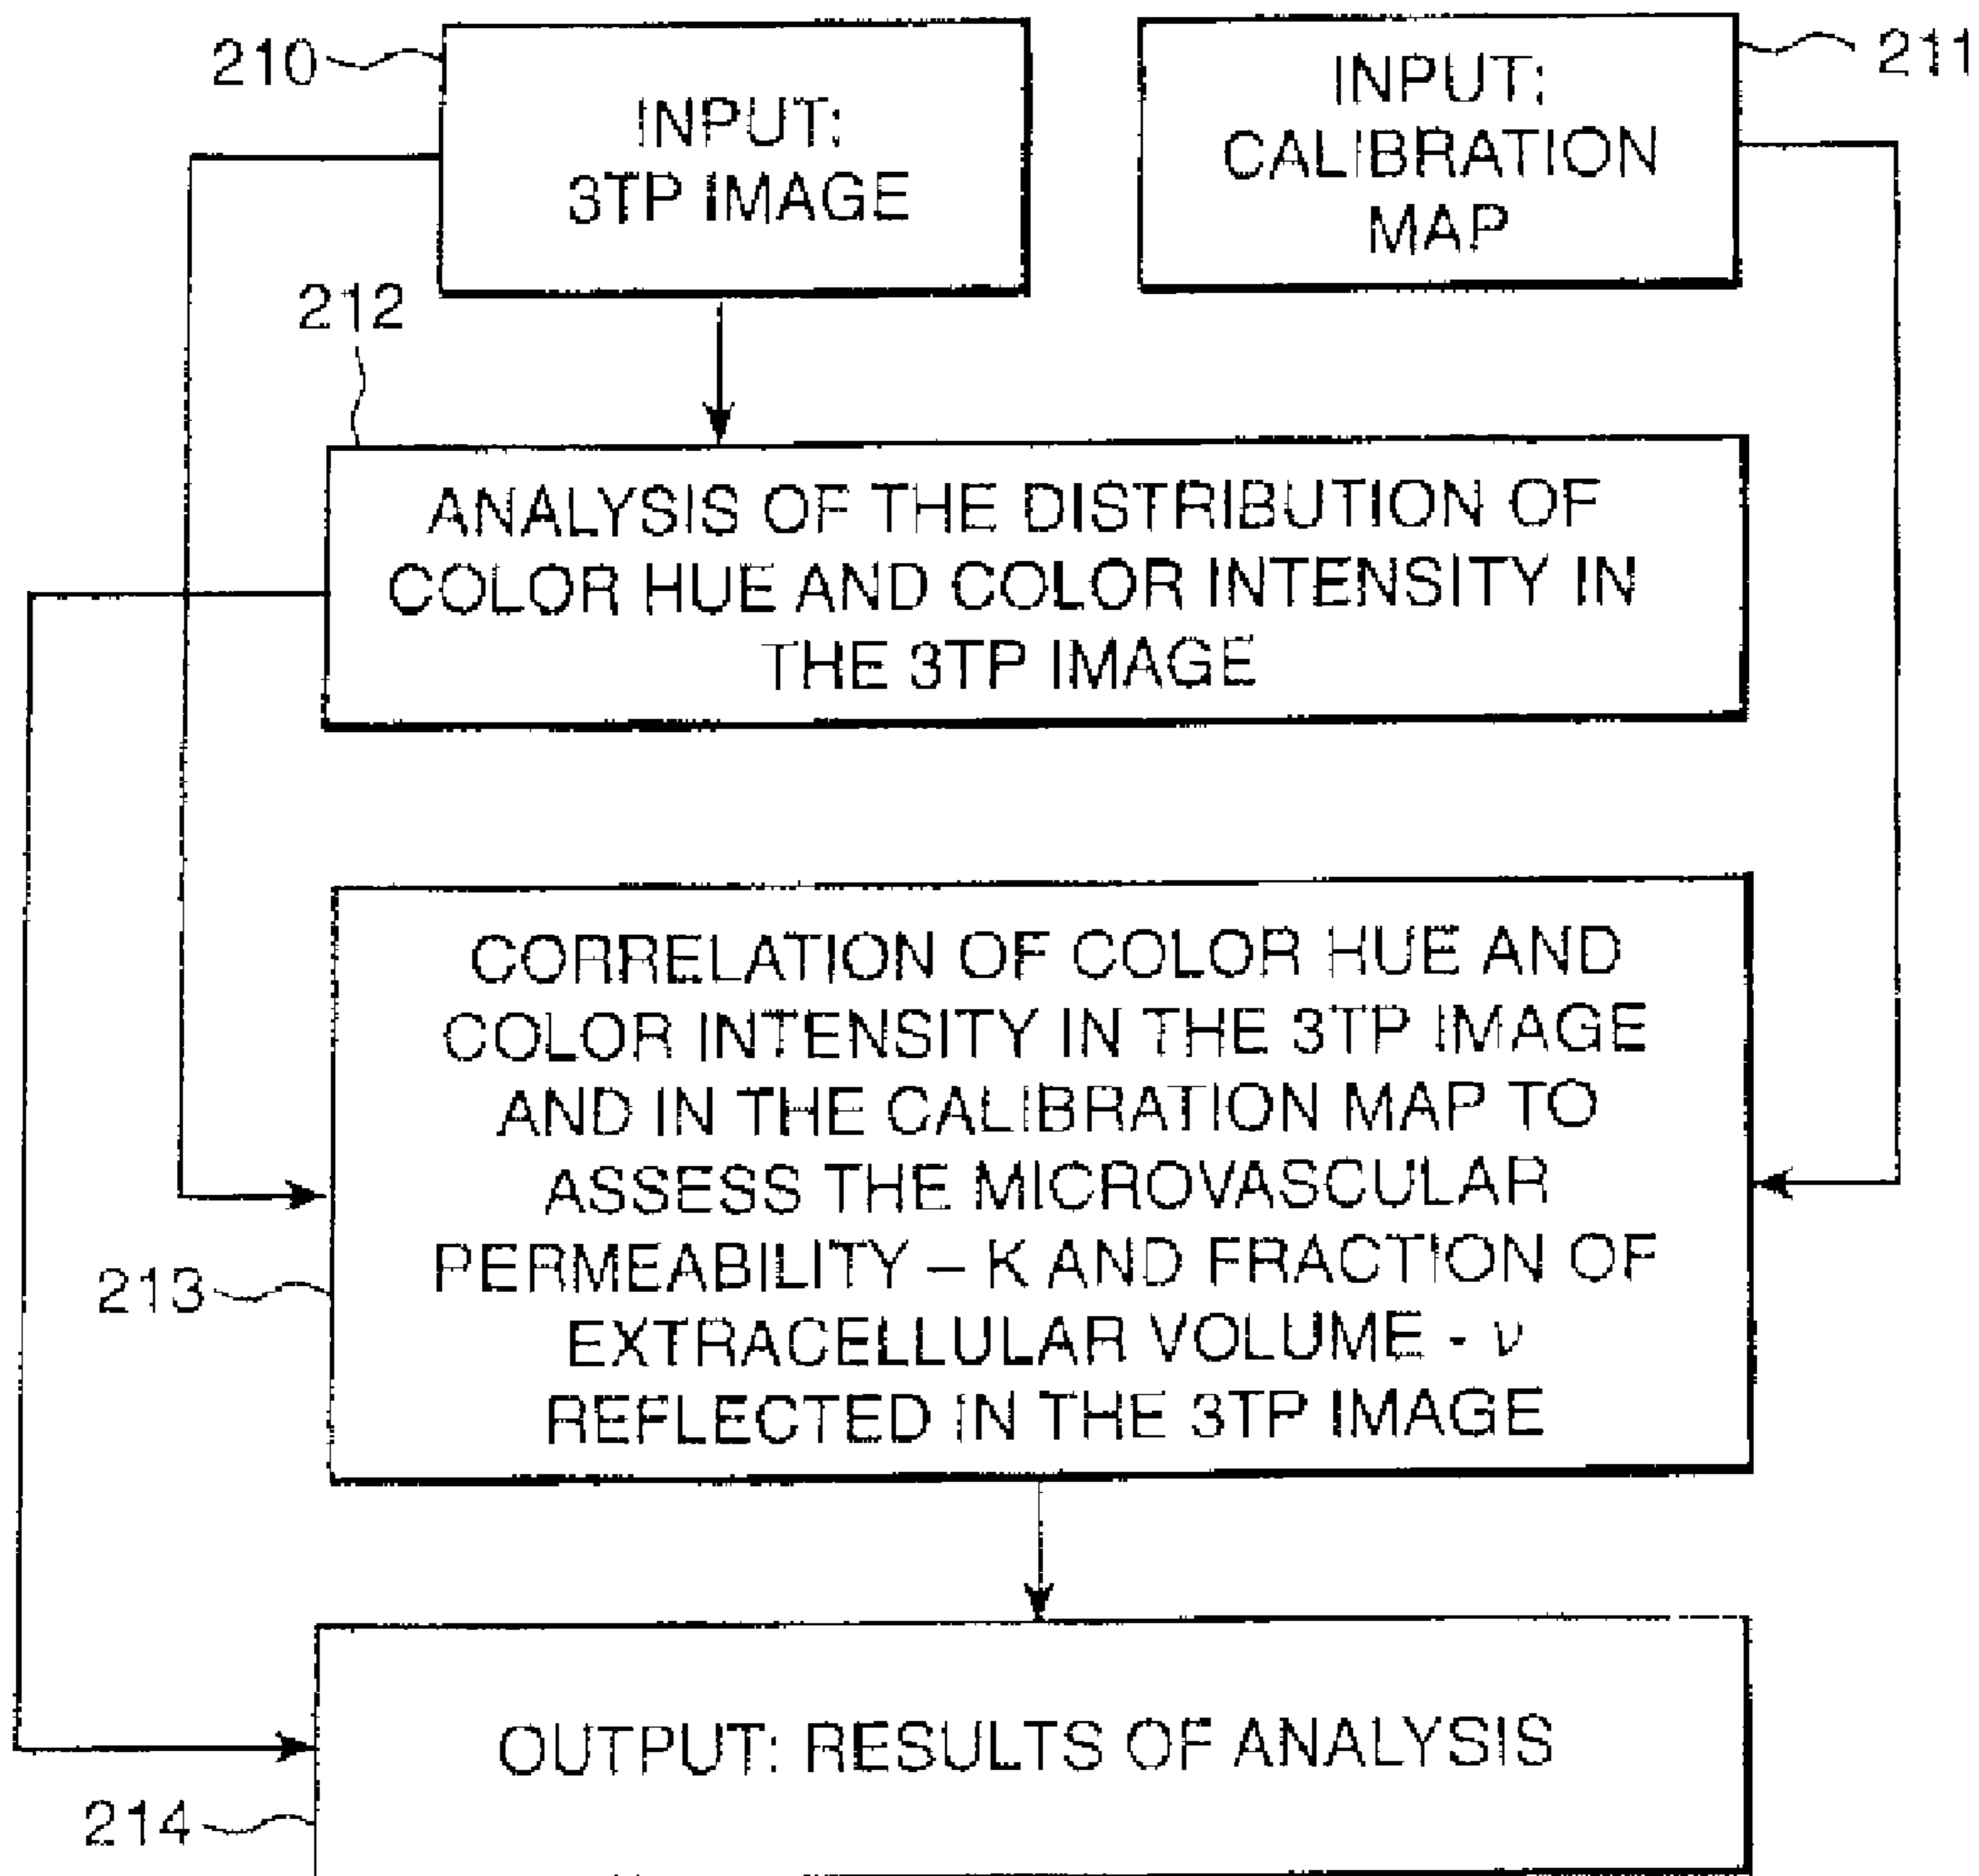 210
INPUT:
3TP IMAGE
211
INPUT:
CALIBRATION
MAP
212
ANALYSIS OF THE DISTRIBUTION OF
COLOR HUE AND COLOR INTENSITY IN
THE 3TP IMAGE
213
CORRELATION OF COLOR HUE AND
COLOR INTENSITY IN THE 3TP IMAGE
AND IN THE CALIBRATION MAP TO
ASSESS THE MICROVASCULAR
PERMEABILITY – K AND FRACTION OF
EXTRACELLULAR VOLUME - ν
REFLECTED IN THE 3TP IMAGE
214
OUTPUT: RESULTS OF ANALYSIS